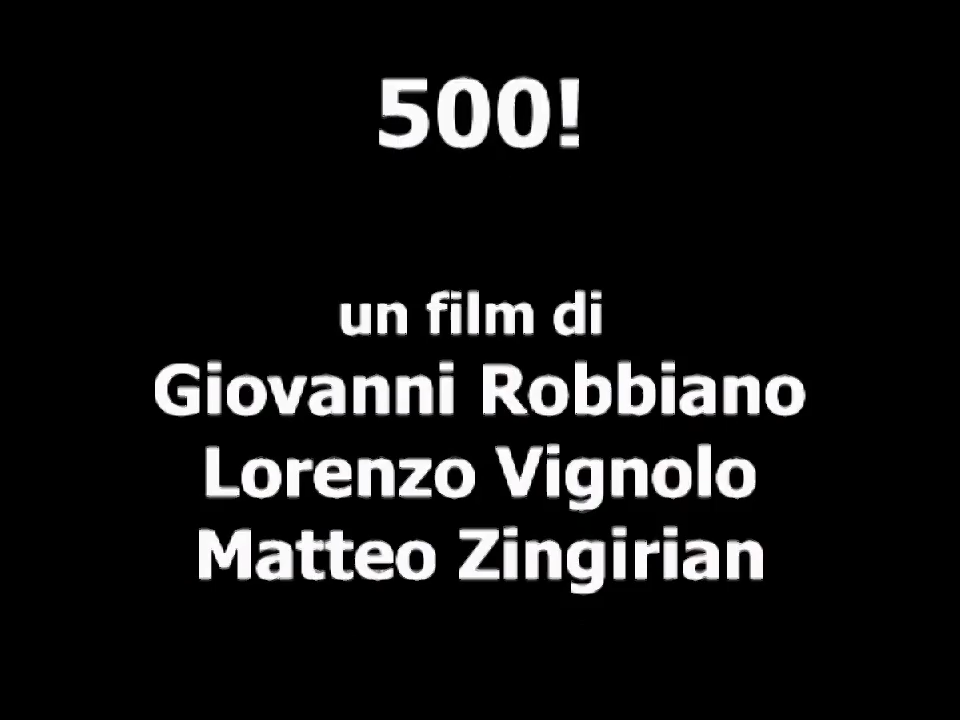 500!
un film di
Giovanni Robbiano
Lorenzo Vignolo
Matteo Zingirian